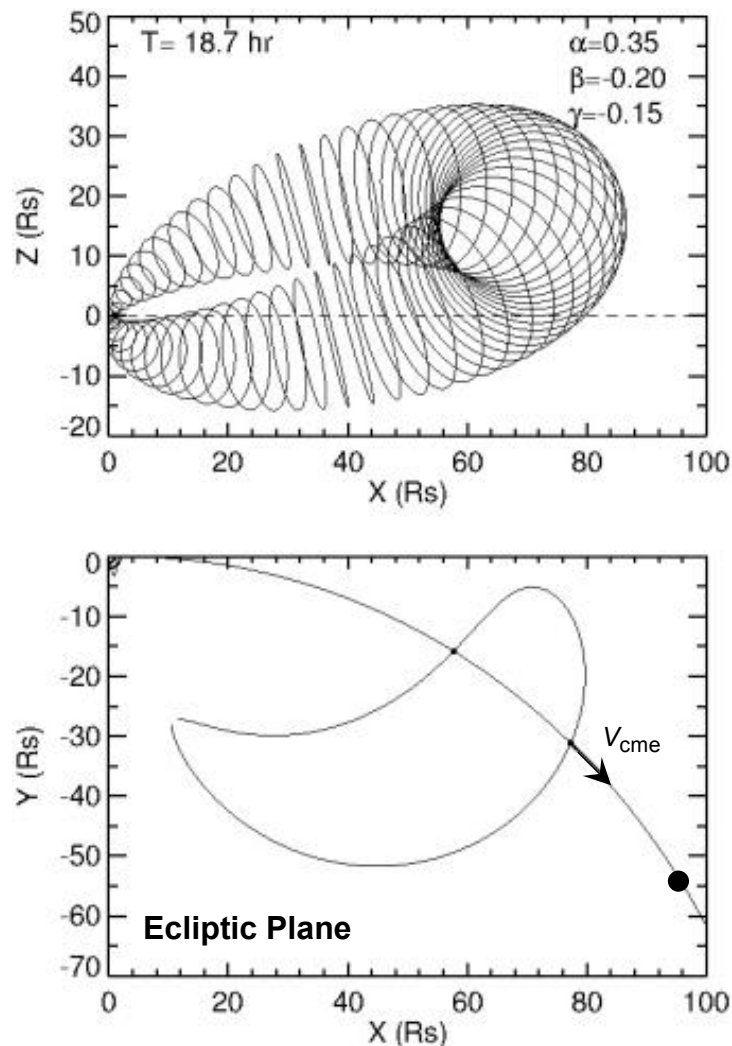 50
40
30
20
10
0
-10
-20
T= 18.7 hr
α=0.35
β=-0.20
γ=-0.15
Z (Rs)
0 20 40 60 80 100
X (Rs)
0
-10
-20
-30
-40
-50
-60
-70
Y (Rs)
Vcme
Ecliptic Plane
0 20 40 60 80 100
X (Rs)